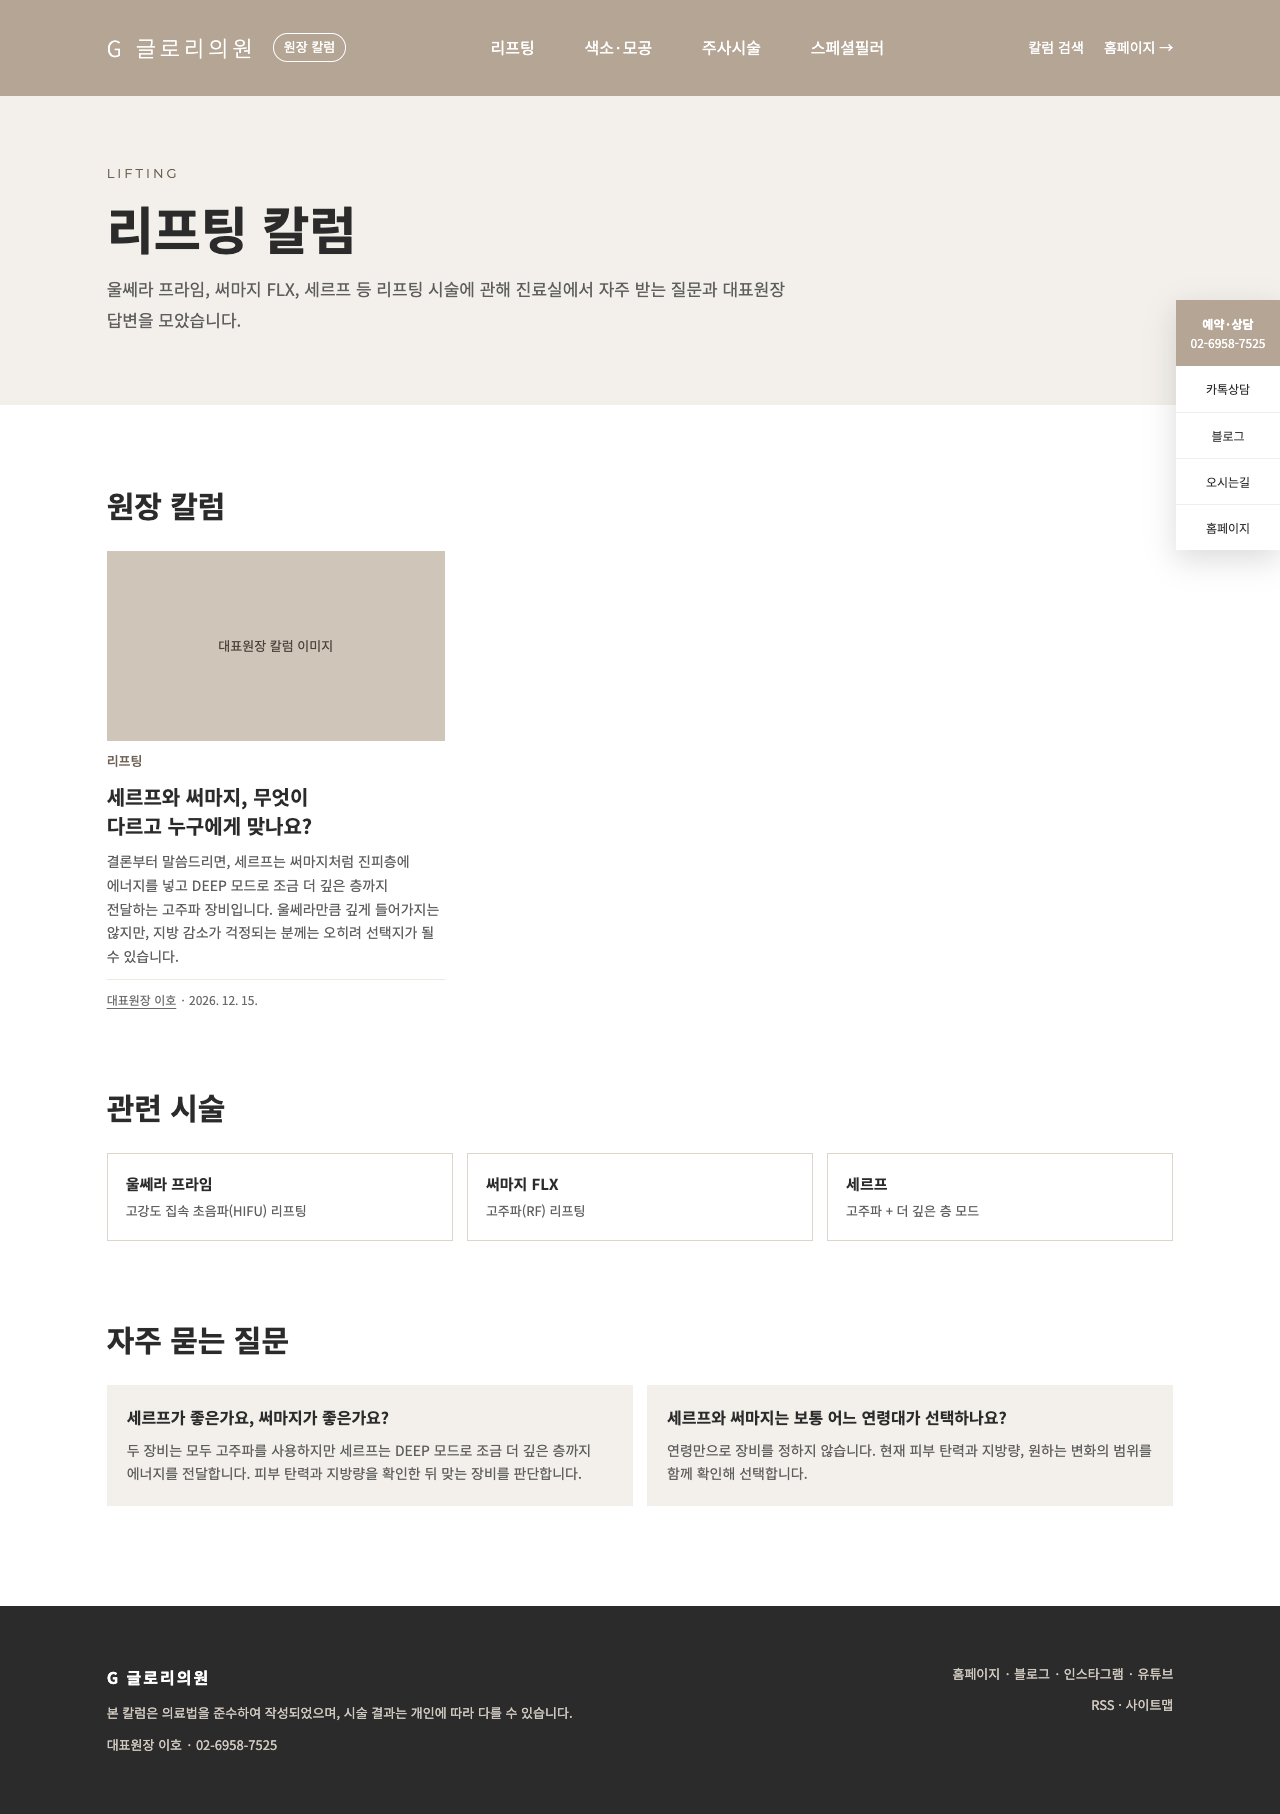 G 글로리의원
원장 칼럼
리프팅
색소·모공
주사시술
스페셜필러
칼럼 검색
홈페이지 →
LIFTING
리프팅 칼럼
울쎄라 프라임, 써마지 FLX, 세르프 등 리프팅 시술에 관해 진료실에서 자주 받는 질문과 대표원장
답변을 모았습니다.
예약·상담
02-6958-7525
카톡상담
블로그
오시는길
홈페이지
원장 칼럼
대표원장 칼럼 이미지
리프팅
세르프와 써마지, 무엇이
다르고 누구에게 맞나요?
결론부터 말씀드리면, 세르프는 써마지처럼 진피층에
에너지를 넣고 DEEP 모드로 조금 더 깊은 층까지
전달하는 고주파 장비입니다. 울쎄라만큼 깊게 들어가지는
않지만, 지방 감소가 걱정되는 분께는 오히려 선택지가 될
수 있습니다.
대표원장 이호 · 2026. 12. 15.
관련 시술
울쎄라 프라임
고강도 집속 초음파(HIFU) 리프팅
써마지 FLX
고주파(RF) 리프팅
세르프
고주파 + 더 깊은 층 모드
자주 묻는 질문
세르프가 좋은가요, 써마지가 좋은가요?
두 장비는 모두 고주파를 사용하지만 세르프는 DEEP 모드로 조금 더 깊은 층까지
에너지를 전달합니다. 피부 탄력과 지방량을 확인한 뒤 맞는 장비를 판단합니다.
세르프와 써마지는 보통 어느 연령대가 선택하나요?
연령만으로 장비를 정하지 않습니다. 현재 피부 탄력과 지방량, 원하는 변화의 범위를
함께 확인해 선택합니다.
G 글로리의원
본 칼럼은 의료법을 준수하여 작성되었으며, 시술 결과는 개인에 따라 다를 수 있습니다.
대표원장 이호 · 02-6958-7525
홈페이지 · 블로그 · 인스타그램 · 유튜브
RSS · 사이트맵